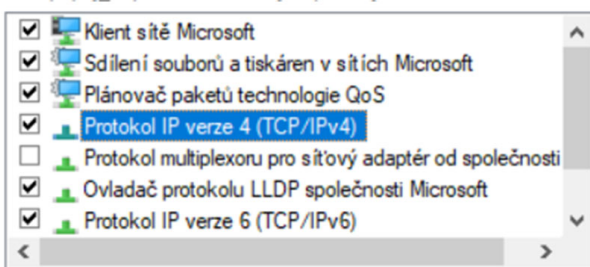 Klient sítě Microsoft
Sdílení souborů a tiskáren v sítích Microsoft
Plánovač paketů technologie QoS
Protokol IP verze 4 (TCP/IPv4)
Protokol multiplexoru pro síťový adaptér od společnosti
Ovladač protokolu LLDP společnosti Microsoft
Protokol IP verze 6 (TCP/IPv6)